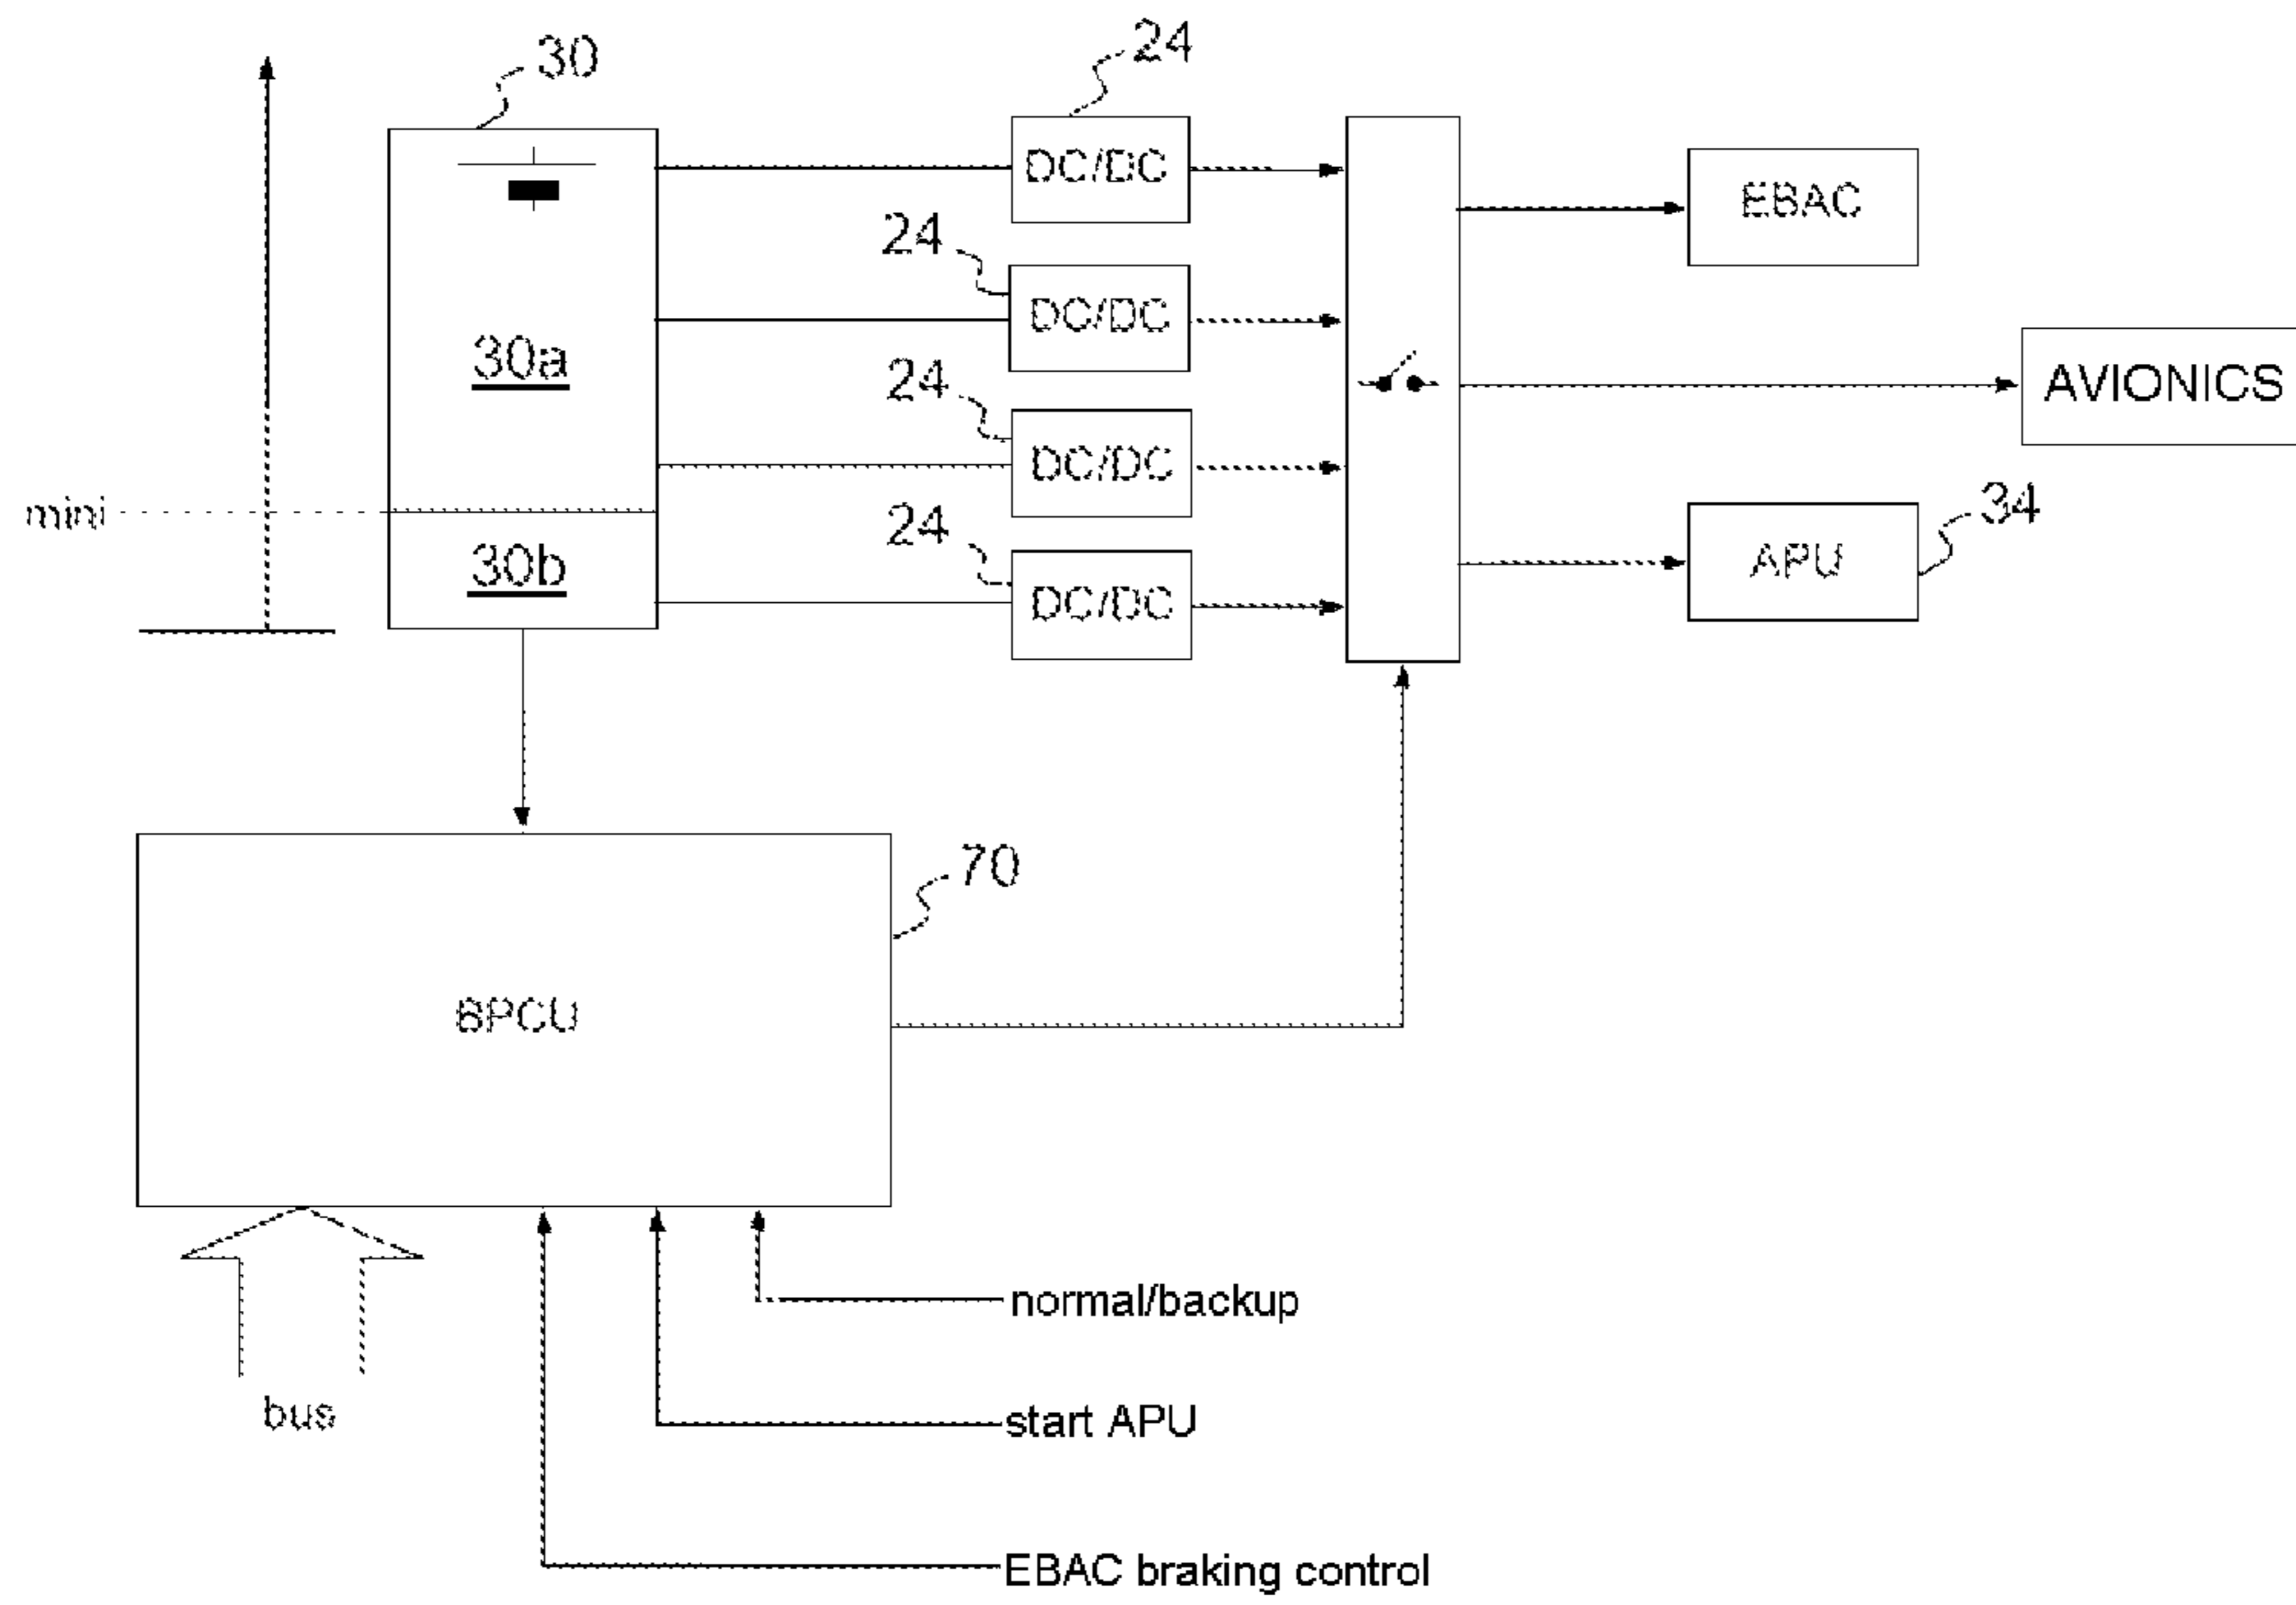 30
24
DC/DC
EBAC
24
DC/DC
30a
24
DC/DC
AVIONICS
mini
24
34
30b
DC/DC
APU
70
BPCU
normal/backup
bus
start APU
EBAC braking control